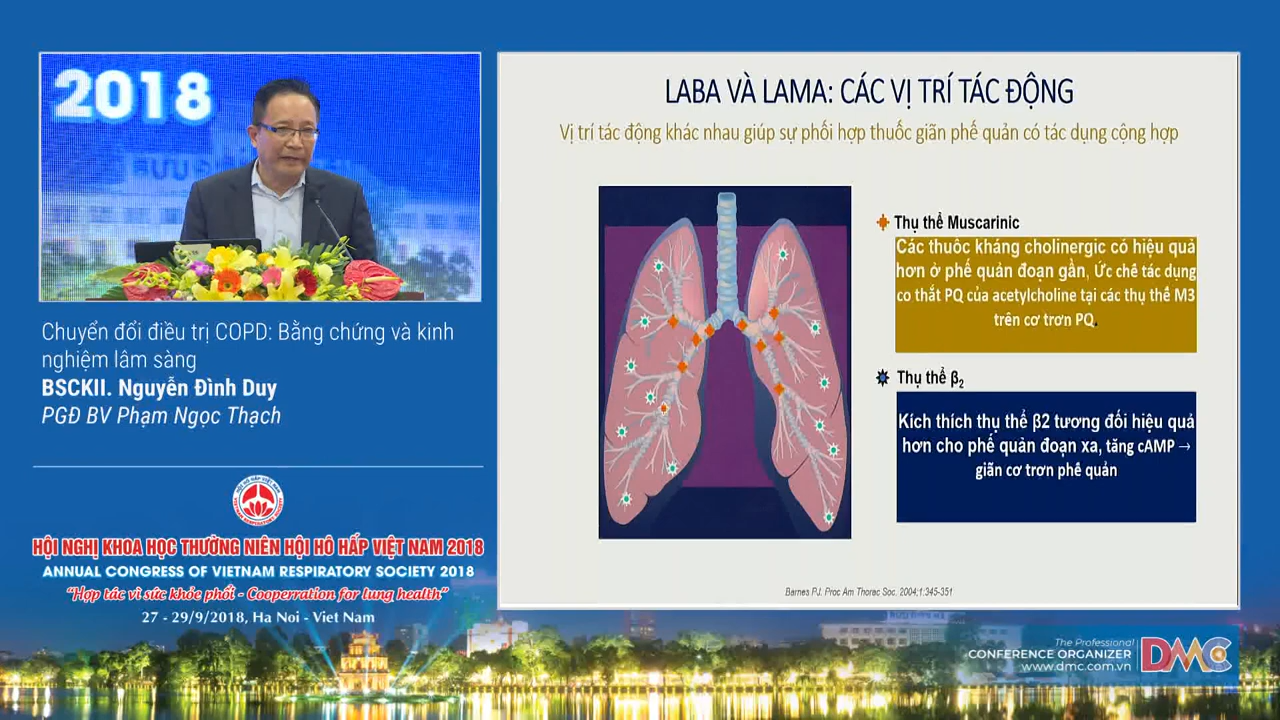 2018
Chuyển đổi điều trị COPD: Bằng chứng và kinh
nghiệm lâm sàng
BSCKII. Nguyễn Đình Duy
PGĐ BV Phạm Ngọc Thạch
HỘI HÔ HẤP VIỆT NAM
HỘI NGHỊ KHOA HỌC THƯỜNG NIÊN HỘI HÔ HẤP VIỆT NAM 2018
ANNUAL CONGRESS OF VIETNAM RESPIRATORY SOCIETY 2018
“Hợp tác vì sức khỏe phổi - Cooperration for lung health”
27 - 29/9/2018, Ha Noi - Viet Nam
LABA VÀ LAMA: CÁC VỊ TRÍ TÁC ĐỘNG
Vị trí tác động khác nhau giúp sự phối hợp thuốc giãn phế quản có tác dụng cộng hợp
Thụ thể Muscarinic
Các thuốc kháng cholinergic có hiệu quả
hơn ở phế quản đoạn gần, Ức chế tác dụng
co thắt PQ của acetylcholine tại các thụ thể M3
trên cơ trơn PQ.
Thụ thể β2
Kích thích thụ thể β2 tương đối hiệu quả
hơn cho phế quản đoạn xa, tăng cAMP →
giãn cơ trơn phế quản
Barnes PJ. Proc Am Thorac Soc. 2004;1:345-351
The Professional
CONFERENCE ORGANIZER
www.dmc.com.vn
DMC